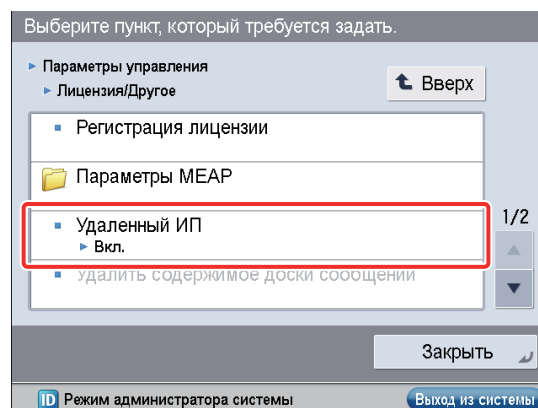 Выберите пункт, который требуется задать.
Параметры управления
Лицензия/Другое
Вверх
Регистрация лицензии
Параметры MEAP
Удаленный ИП
Вкл.
1/2
Удалить содержимое доски сообщений
Закрыть
ID Режим администратора системы
Выход из системы